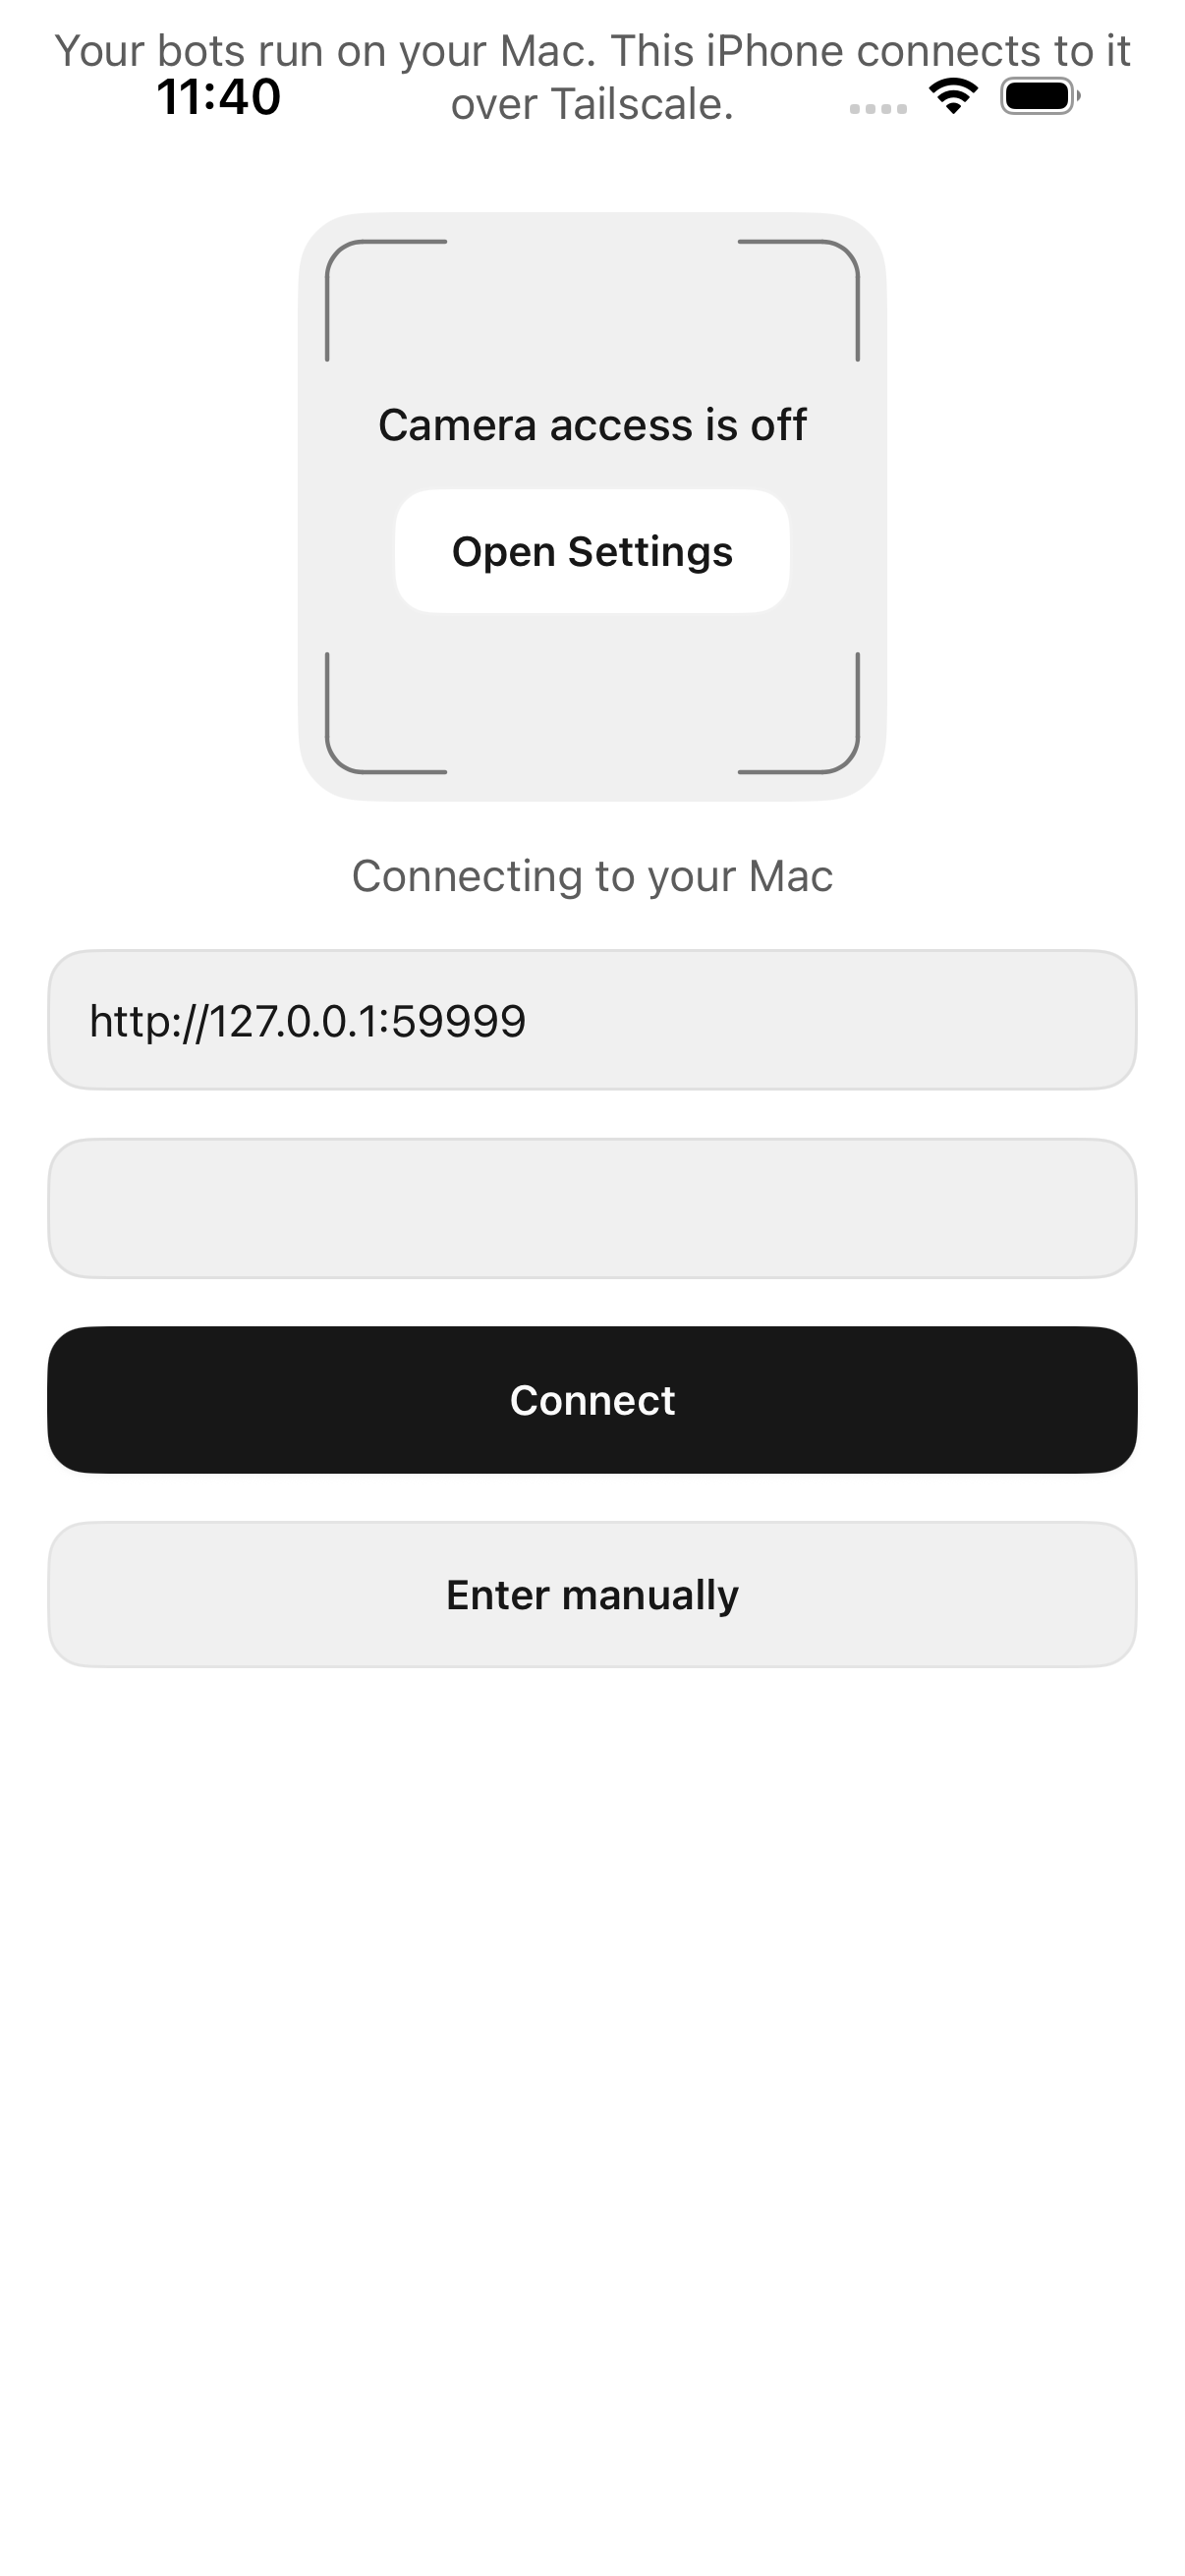 Your bots run on your Mac. This iPhone connects to it
over Tailscale.
11:40
Camera access is off
Open Settings
Connecting to your Mac
http://127.0.0.1:59999
Connect
Enter manually